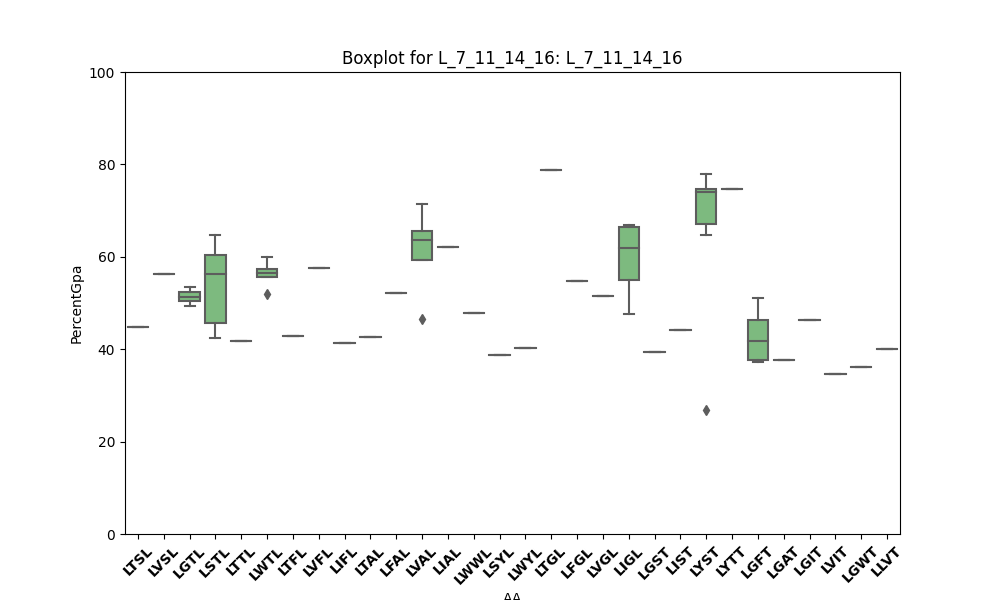 Boxplot for L_7_11_14_16: L_7_11_14_16
100
80
60
40
20
0
PercentGpa
LTSL LVSL LGTL LSTL LTTL LWTL LTFL LVFL LIFL LTAL LFAL LVAL LIAL LWWL LSYL LWYL LTGL LFGL LVGL LIGL LGST LIST LYST LYTT LGFT LGAT LGIT LVIT LGWT LLVT
AA